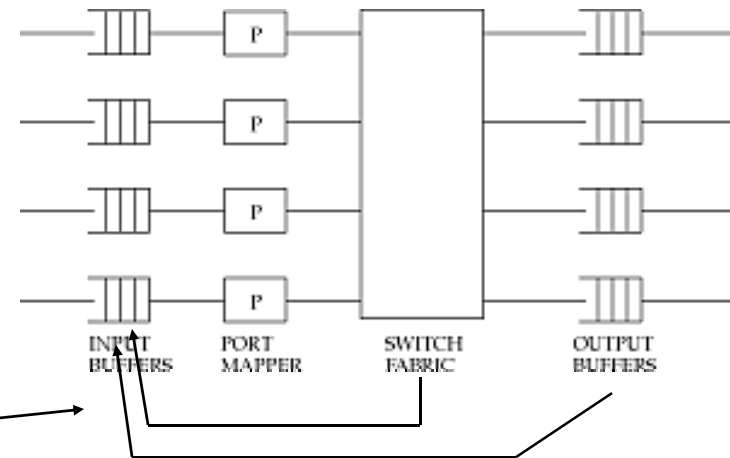 P
P
P
P
INPUT BUFFERS
PORT MAPPER
SWITCH FABRIC
OUTPUT BUFFERS